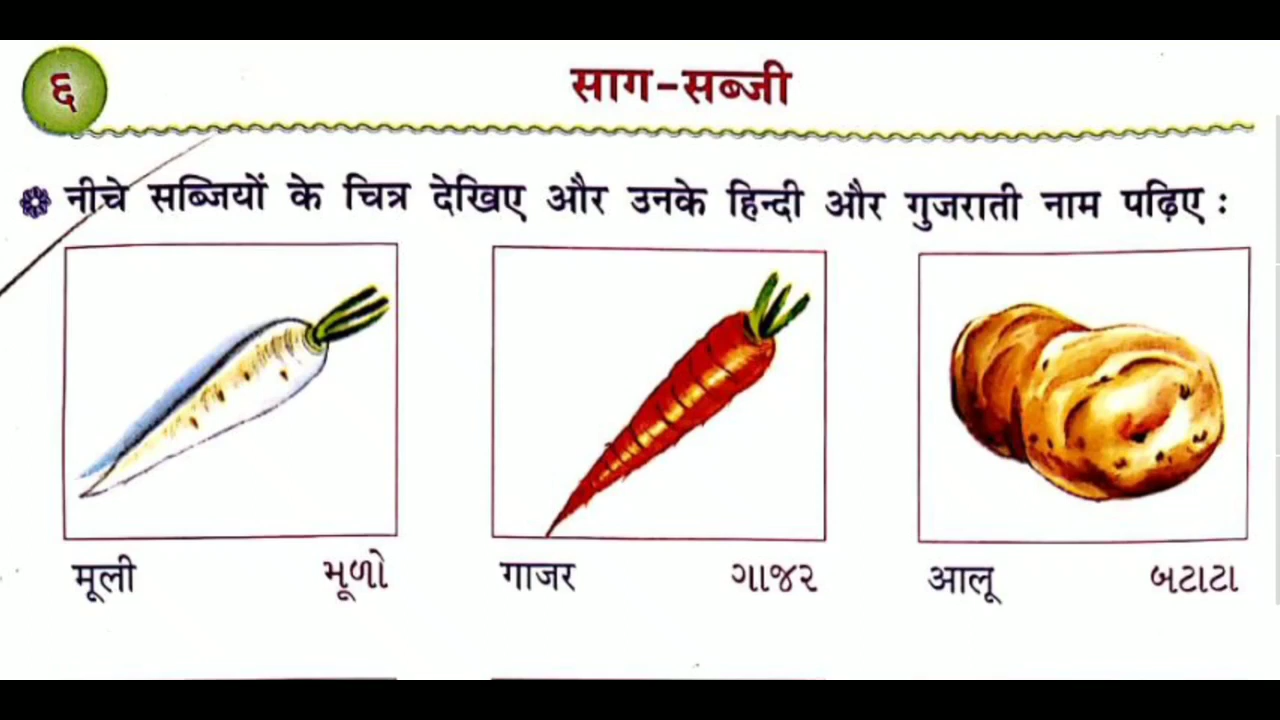 ६
साग-सब्जी
नीचे सब्जियों के चित्र देखिए और उनके हिन्दी और गुजराती नाम पढ़िए :
मूली મૂળો गाजर ગાજર आलू બટાટા